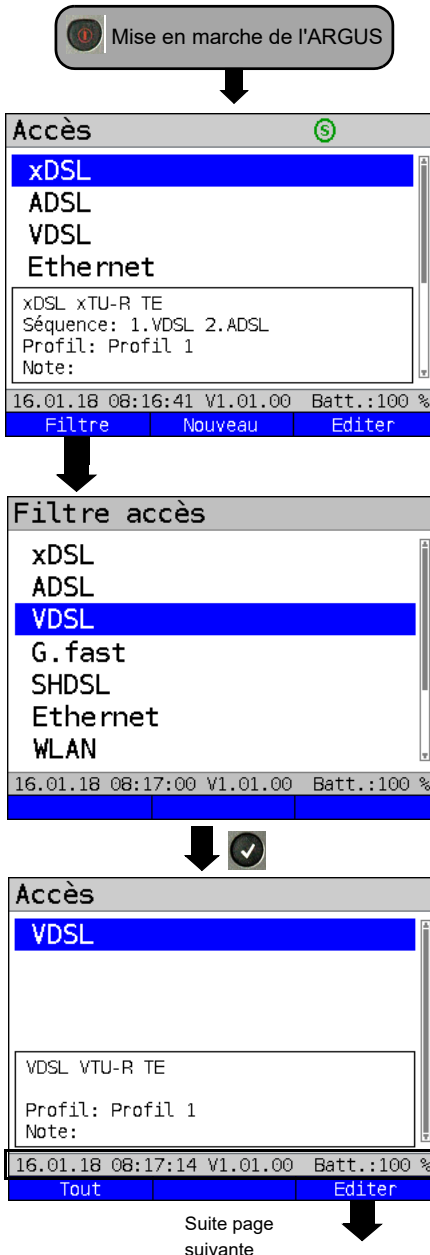 Mise en marche de l'ARGUS
Accès S
xDSL
ADSL
VDSL
Ethernet
xDSL xTU-R TE
Séquence: 1.VDSL 2.ADSL
Profil: Profil 1
Note:
16.01.18 08:16:41 V1.01.00 Batt.:100 %
Filtre Nouveau Editer
Filtre accès
xDSL
ADSL
VDSL
G.fast
SHDSL
Ethernet
WLAN
16.01.18 08:17:00 V1.01.00 Batt.:100 %
Accès
VDSL
VDSL VTU-R TE
Profil: Profil 1
Note:
16.01.18 08:17:14 V1.01.00 Batt.:100 %
Tout Editer
Suite page
suivante